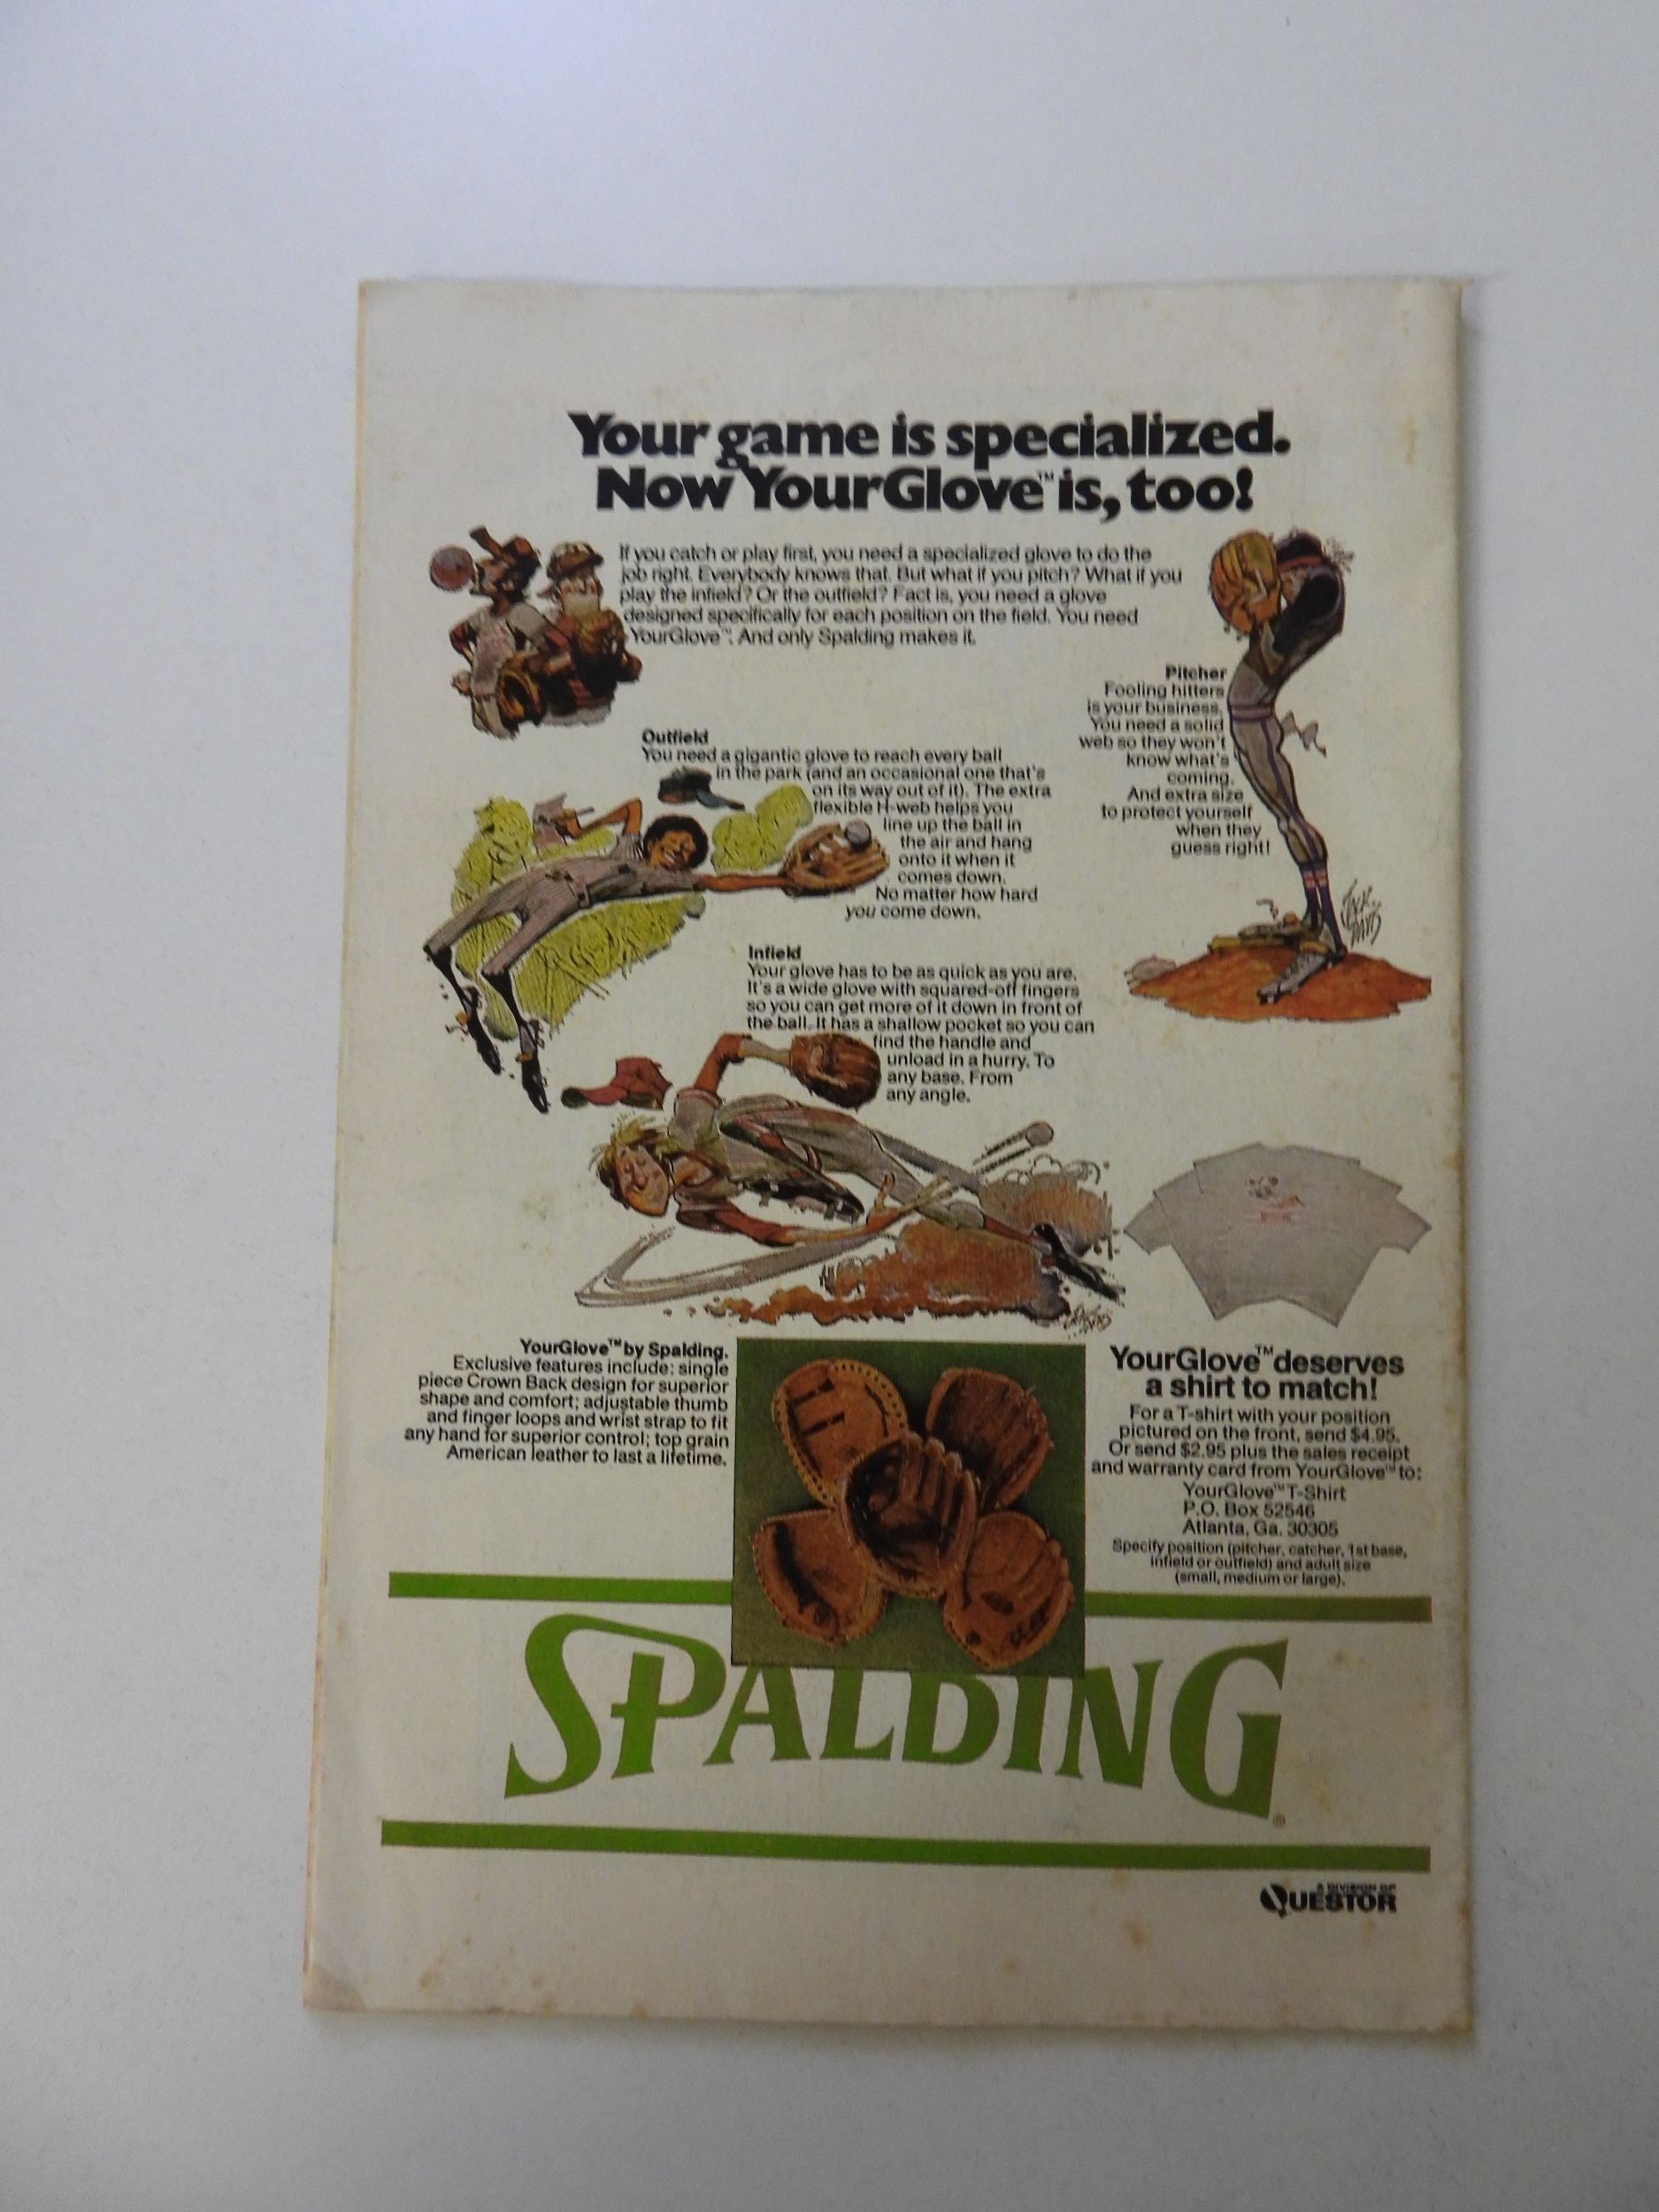 Your game is specialized.
Now YourGlove™ is, too!
If you catch or play first, you need a specialized glove to do the
job right. Everybody knows that. But what if you pitch? What if you
play the infield? Or the outfield? Fact is, you need a glove
designed specifically for each position on the field. You need
YourGlove™. And only Spalding makes it.
Pitcher
Fooling hitters
is your business.
You need a solid
web so they won't
know what's
coming.
And extra size
to protect yourself
when they
guess right!
Jack Davis
Outfield
You need a gigantic glove to reach every ball
in the park (and an occasional one that's
on its way out of it). The extra
flexible H-web helps you
line up the ball in
the air and hang
onto it when it
comes down.
No matter how hard
you come down.
Infield
Your glove has to be as quick as you are.
It's a wide glove with squared-off fingers
so you can get more of it down in front of
the ball. It has a shallow pocket so you can
find the handle and
unload in a hurry. To
any base. From
any angle.
YourGlove™ by Spalding.
Exclusive features include: single
piece Crown Back design for superior
shape and comfort; adjustable thumb
and finger loops and wrist strap to fit
any hand for superior control; top grain
American leather to last a lifetime.
YourGlove™ deserves
a shirt to match!
For a T-shirt with your position
pictured on the front, send $4.95.
Or send $2.95 plus the sales receipt
and warranty card from YourGlove™ to:
YourGlove™ T-Shirt
P.O. Box 52546
Atlanta, Ga. 30305
Specify position (pitcher, catcher, 1st base,
infield or outfield) and adult size
(small, medium or large).
SPALDING®
A DIVISION OF
QUESTOR